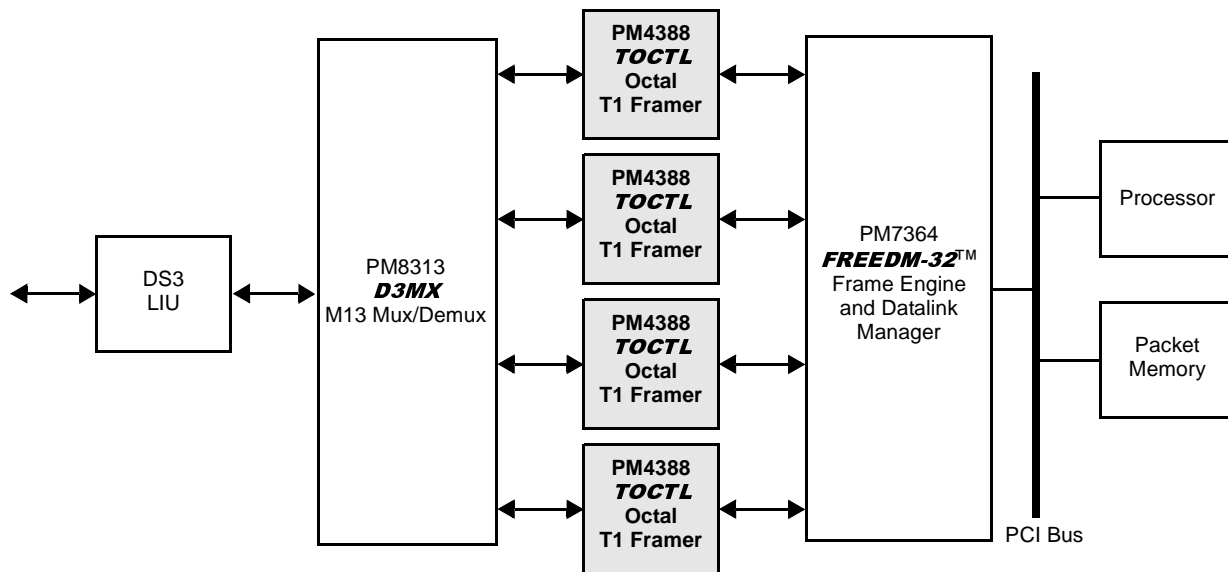 DS3
LIU
PM8313
D3MX
M13 Mux/Demux
PM4388
TOCTL
Octal
T1 Framer
PM4388
TOCTL
Octal
T1 Framer
PM4388
TOCTL
Octal
T1 Framer
PM4388
TOCTL
Octal
T1 Framer
PM7364
FREEDM-32™
Frame Engine
and Datalink
Manager
PCI Bus
Processor
Packet
Memory